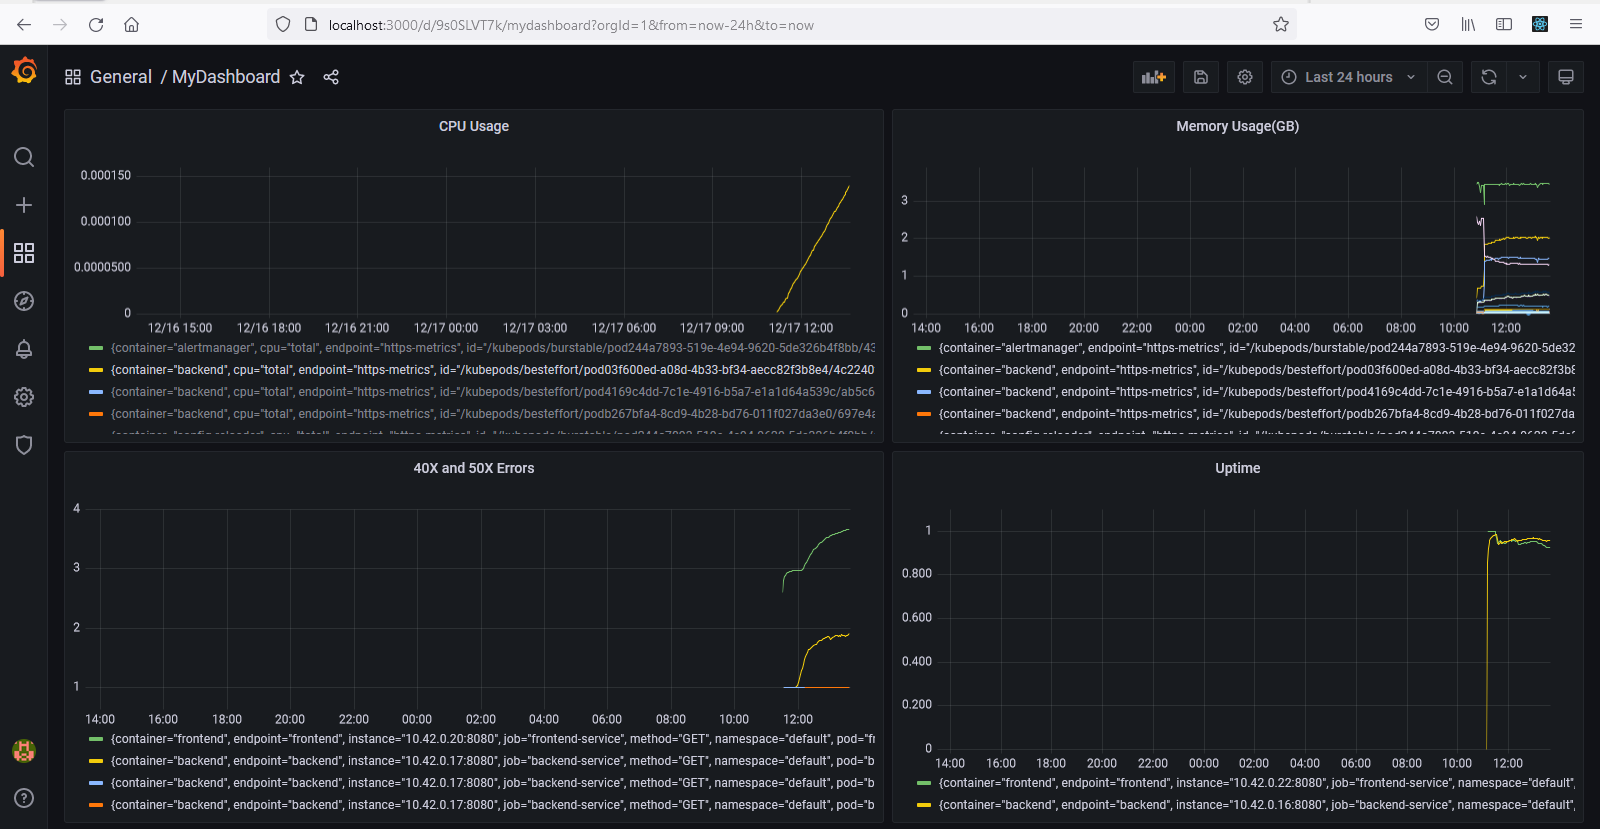 localhost:3000/d/9s0SLVT7k/mydashboard?orgId=1&from=now-24h&to=now
General / MyDashboard
Last 24 hours
CPU Usage
0.000150
0.000100
0.0000500
0
12/16 15:00 12/16 18:00 12/16 21:00 12/17 00:00 12/17 03:00 12/17 06:00 12/17 09:00 12/17 12:00
{container="alertmanager", cpu="total", endpoint="https-metrics", id="/kubepods/burstable/pod244a7893-519e-4e94-9620-5de326b4f8bb/43
{container="backend", cpu="total", endpoint="https-metrics", id="/kubepods/besteffort/pod03f600ed-a08d-4b33-bf34-aecc82f3b8e4/4c2240
{container="backend", cpu="total", endpoint="https-metrics", id="/kubepods/besteffort/pod4169c4dd-7c1e-4916-b5a7-e1a1d64a539c/ab5c6
{container="backend", cpu="total", endpoint="https-metrics", id="/kubepods/besteffort/podb267bfa4-8cd9-4b28-bd76-011f027da3e0/697e4a
Memory Usage(GB)
3
2
1
0
14:00 16:00 18:00 20:00 22:00 00:00 02:00 04:00 06:00 08:00 10:00 12:00
{container="alertmanager", endpoint="https-metrics", id="/kubepods/burstable/pod244a7893-519e-4e94-9620-5de32
{container="backend", endpoint="https-metrics", id="/kubepods/besteffort/pod03f600ed-a08d-4b33-bf34-aecc82f3b8
{container="backend", endpoint="https-metrics", id="/kubepods/besteffort/pod4169c4dd-7c1e-4916-b5a7-e1a1d64a5
{container="backend", endpoint="https-metrics", id="/kubepods/besteffort/podb267bfa4-8cd9-4b28-bd76-011f027da
40X and 50X Errors
4
3
2
1
14:00 16:00 18:00 20:00 22:00 00:00 02:00 04:00 06:00 08:00 10:00 12:00
{container="frontend", endpoint="frontend", instance="10.42.0.20:8080", job="frontend-service", method="GET", namespace="default", pod="fr
{container="backend", endpoint="backend", instance="10.42.0.17:8080", job="backend-service", method="GET", namespace="default", pod="b
{container="backend", endpoint="backend", instance="10.42.0.17:8080", job="backend-service", method="GET", namespace="default", pod="b
{container="backend", endpoint="backend", instance="10.42.0.17:8080", job="backend-service", method="GET", namespace="default", pod="b
Uptime
1
0.800
0.600
0.400
0.200
0
14:00 16:00 18:00 20:00 22:00 00:00 02:00 04:00 06:00 08:00 10:00 12:00
{container="frontend", endpoint="frontend", instance="10.42.0.22:8080", job="frontend-service", namespace="default",
{container="backend", endpoint="backend", instance="10.42.0.16:8080", job="backend-service", namespace="default",